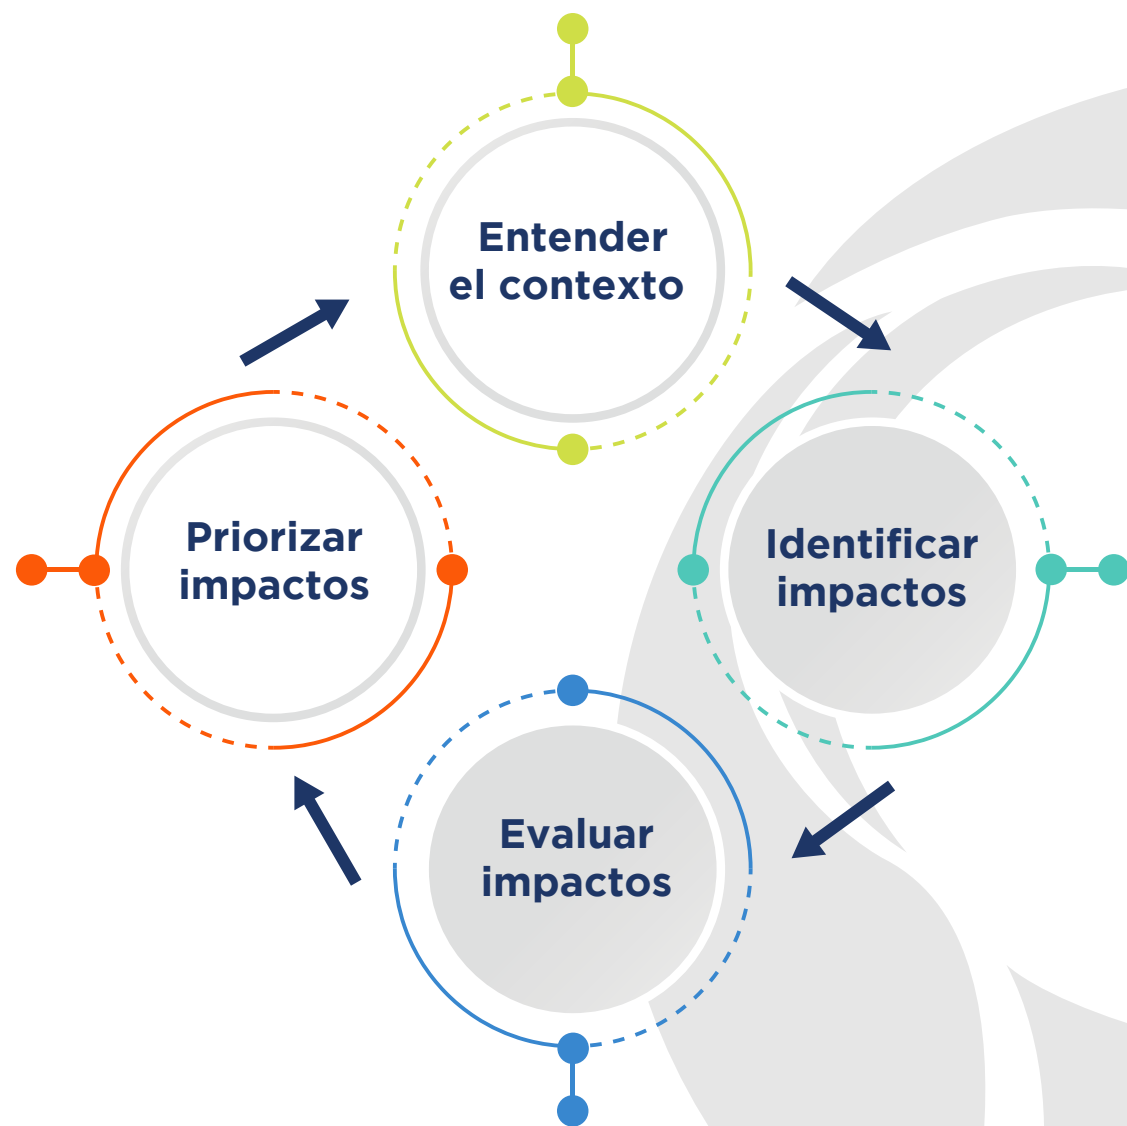 Entender
el contexto
Identificar
impactos
Evaluar
impactos
Priorizar
impactos